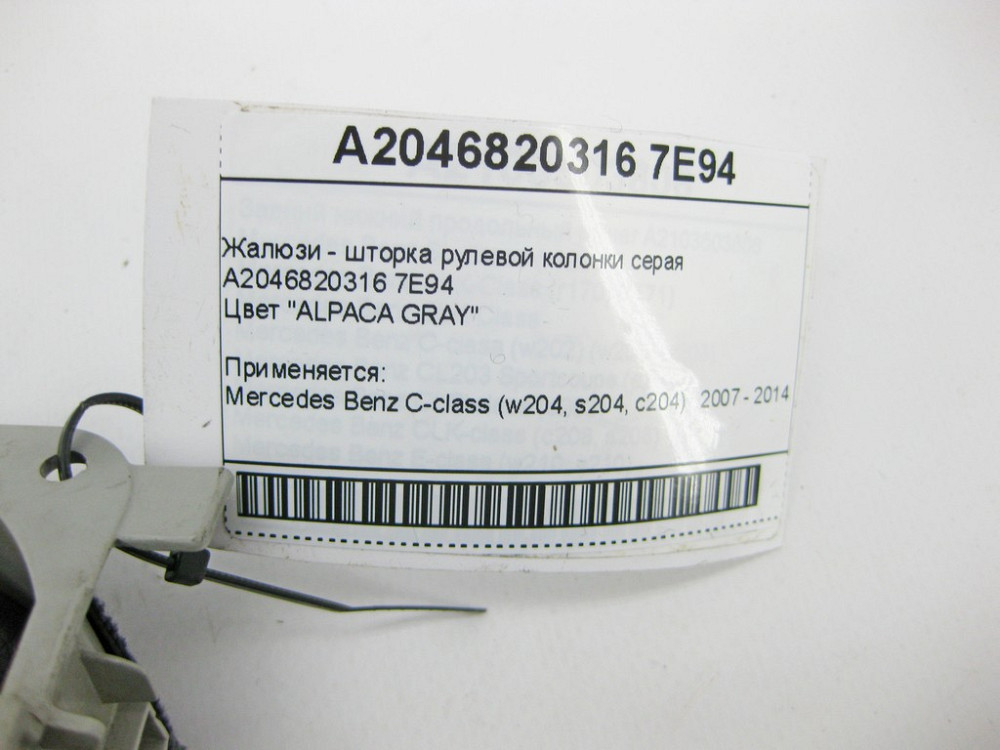 A2046820316 7E94
Жалюзи - шторка рулевой колонки серая
A2046820316 7E94
Цвет "ALPACA GRAY"
Применяется:
Mercedes Benz C-class (w204, s204, c204) 2007 - 2014